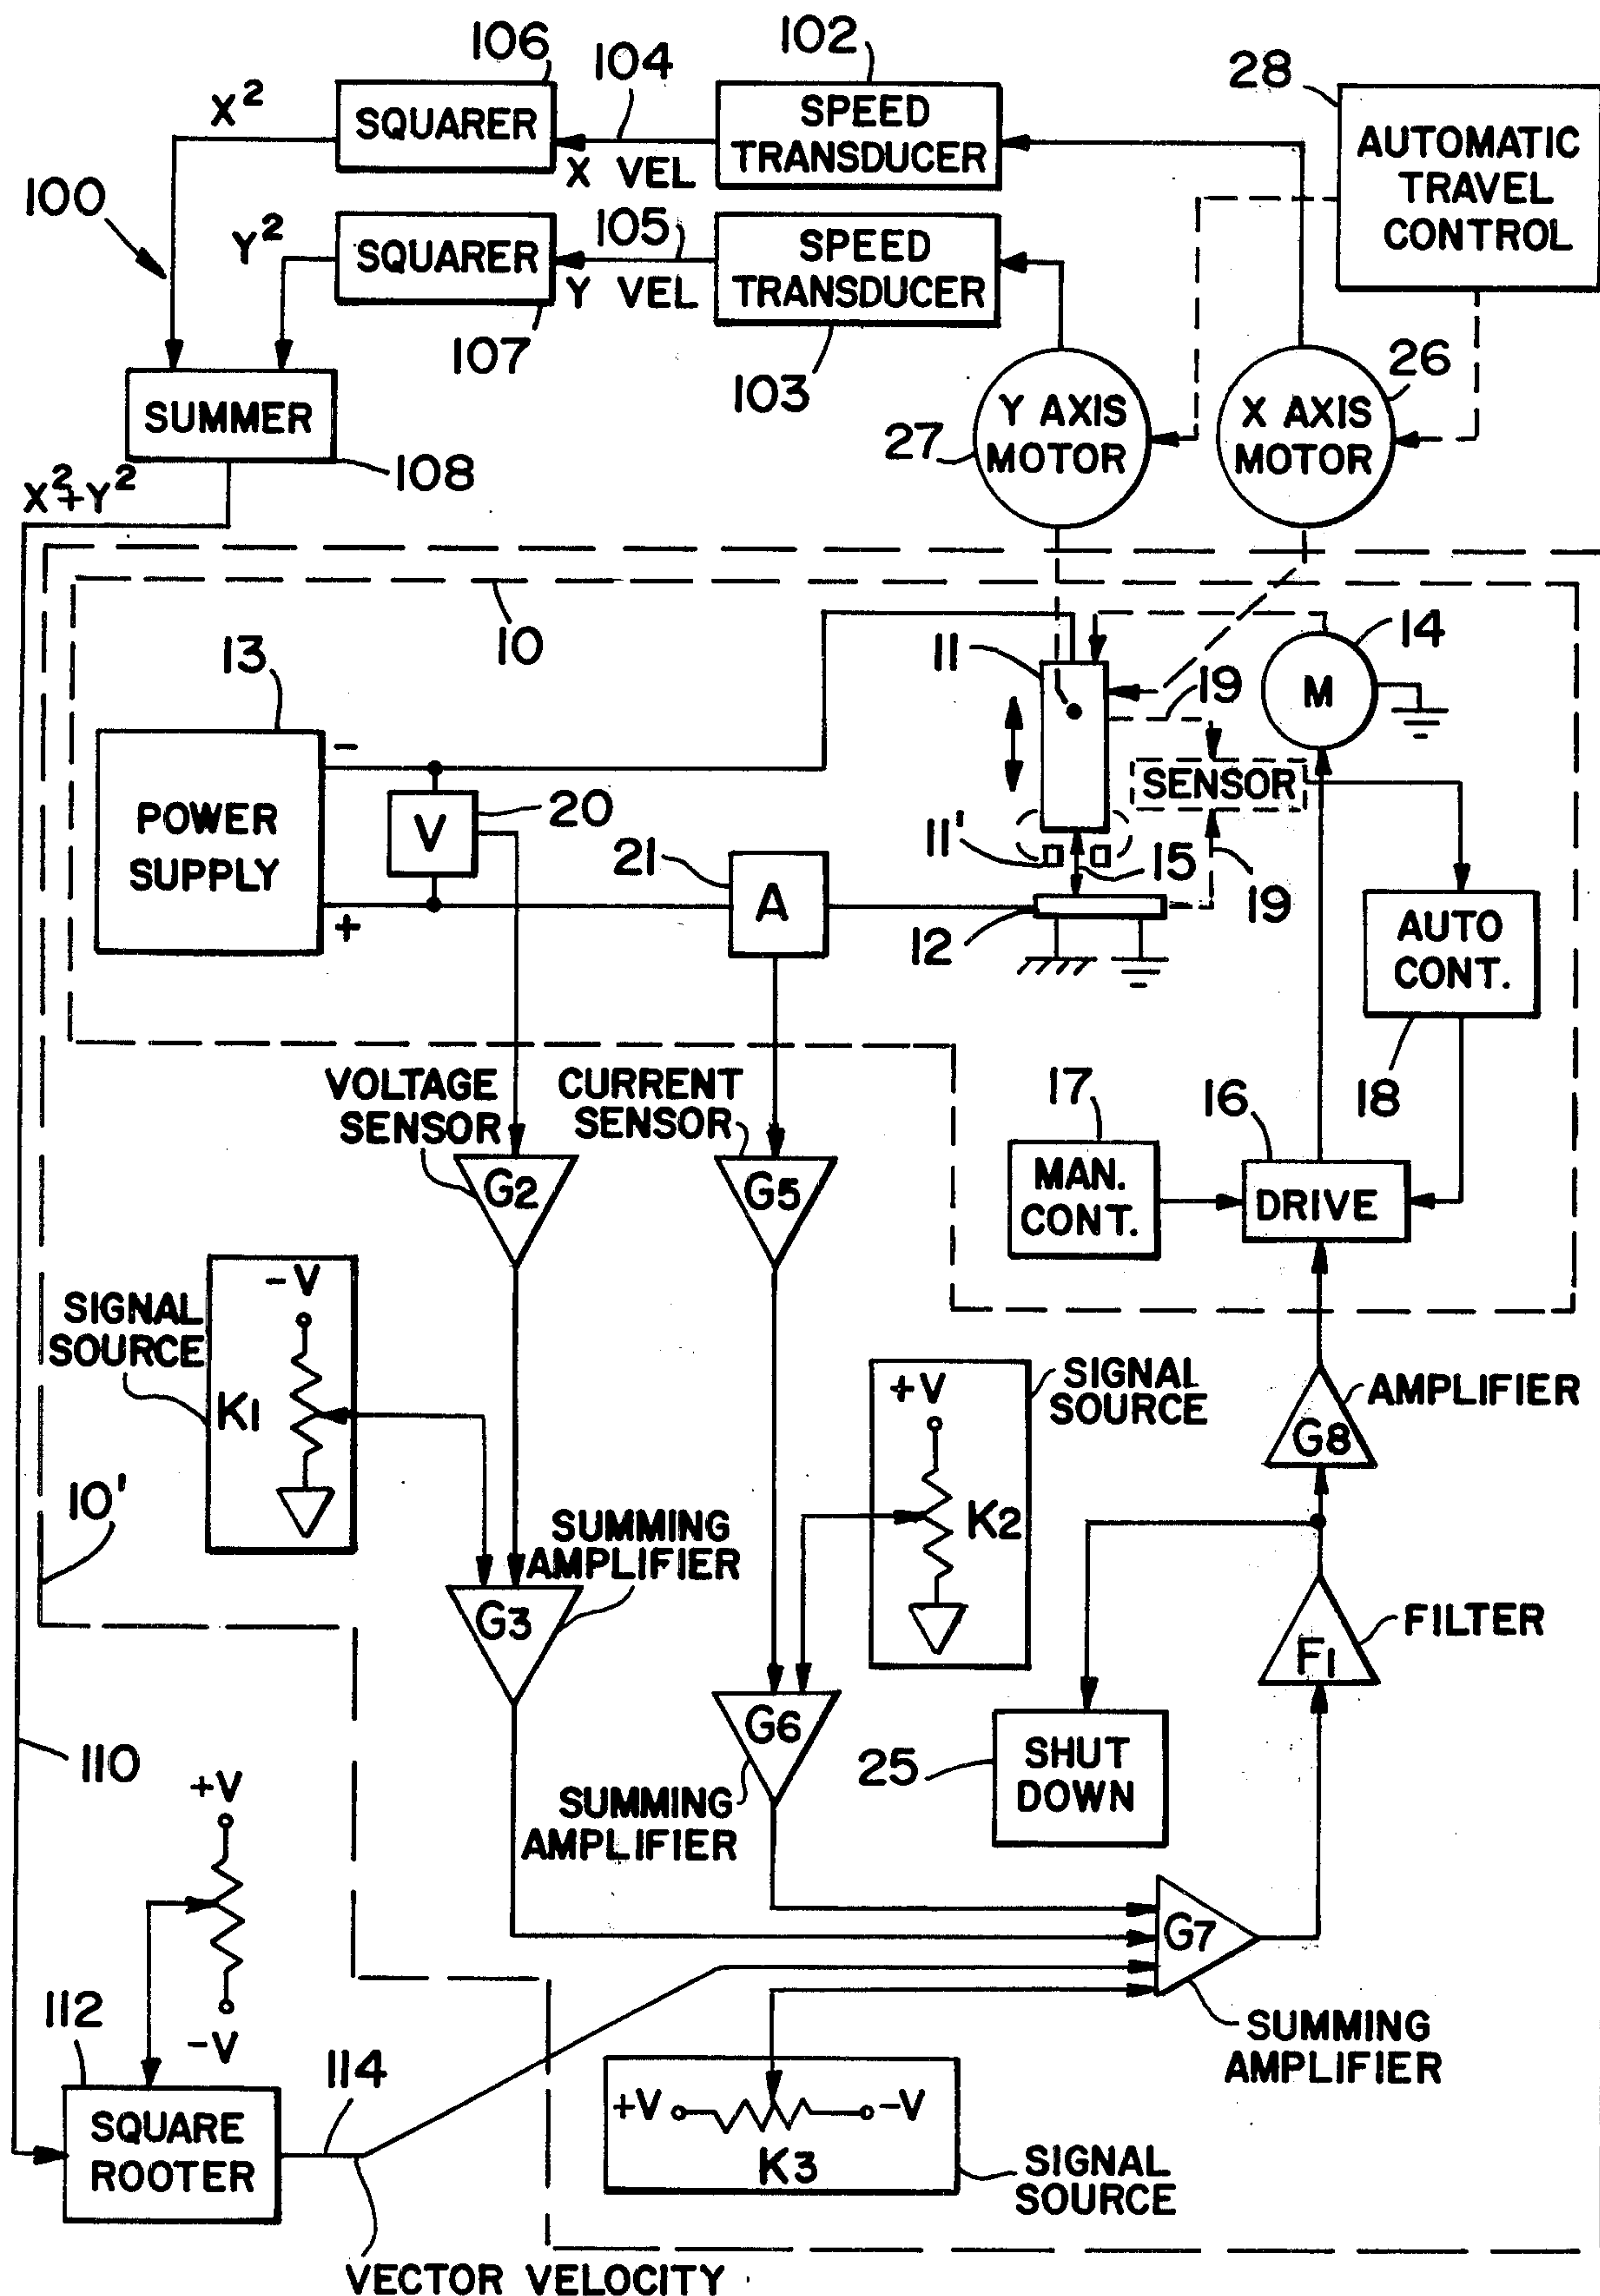 106
104
102
28
X²
SQUARER
X VEL
SPEED
TRANSDUCER
AUTOMATIC
TRAVEL
CONTROL
100
Y²
SQUARER
105
Y VEL
SPEED
TRANSDUCER
107
103
26
SUMMER
108
27
Y AXIS
MOTOR
X AXIS
MOTOR
X²+Y²
10
13
11
19
14
M
POWER
SUPPLY
−
+
V
20
21
A
11'
15
SENSOR
19
12
AUTO
CONT.
18
VOLTAGE
SENSOR
CURRENT
SENSOR
17
16
G2
G5
MAN.
CONT.
DRIVE
SIGNAL
SOURCE
−V
K1
+V
K2
SIGNAL
SOURCE
AMPLIFIER
G8
10'
SUMMING
AMPLIFIER
G3
FILTER
F1
G6
SUMMING
AMPLIFIER
25
SHUT
DOWN
110
+V
−V
G7
SUMMING
AMPLIFIER
112
114
SQUARE
ROOTER
+V
−V
K3
SIGNAL
SOURCE
VECTOR VELOCITY